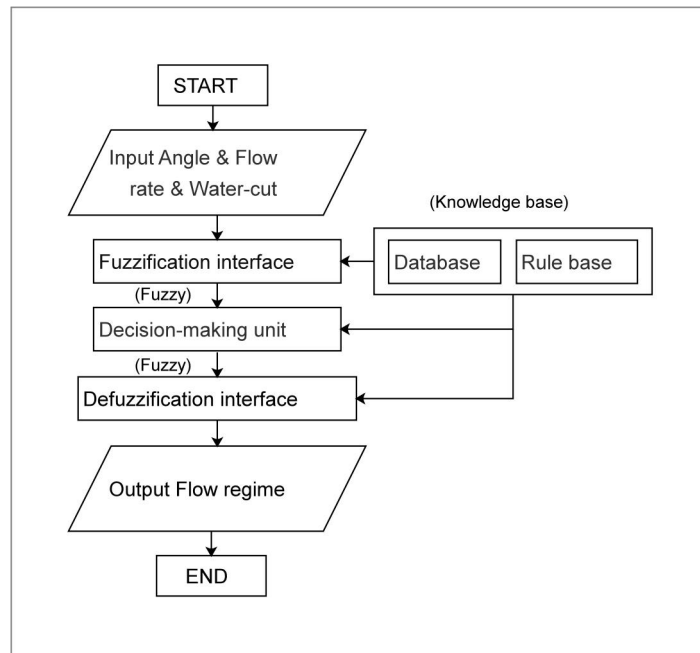 START
Input Angle & Flow
rate & Water-cut
(Knowledge base)
Fuzzification interface
Database
Rule base
(Fuzzy)
Decision-making unit
(Fuzzy)
Defuzzification interface
Output Flow regime
END